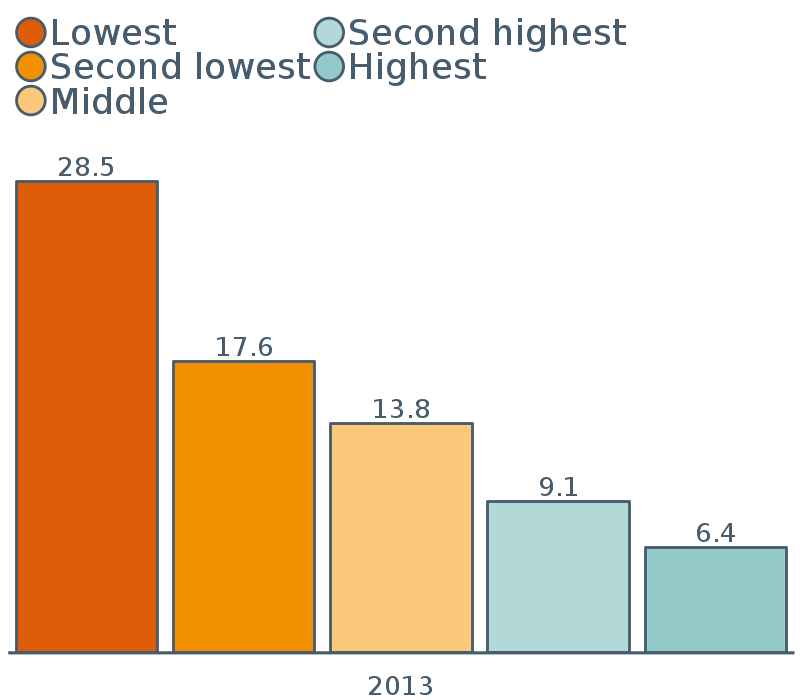 Lowest
Second lowest
Middle
Second highest
Highest
28.5
17.6
13.8
9.1
6.4
2013